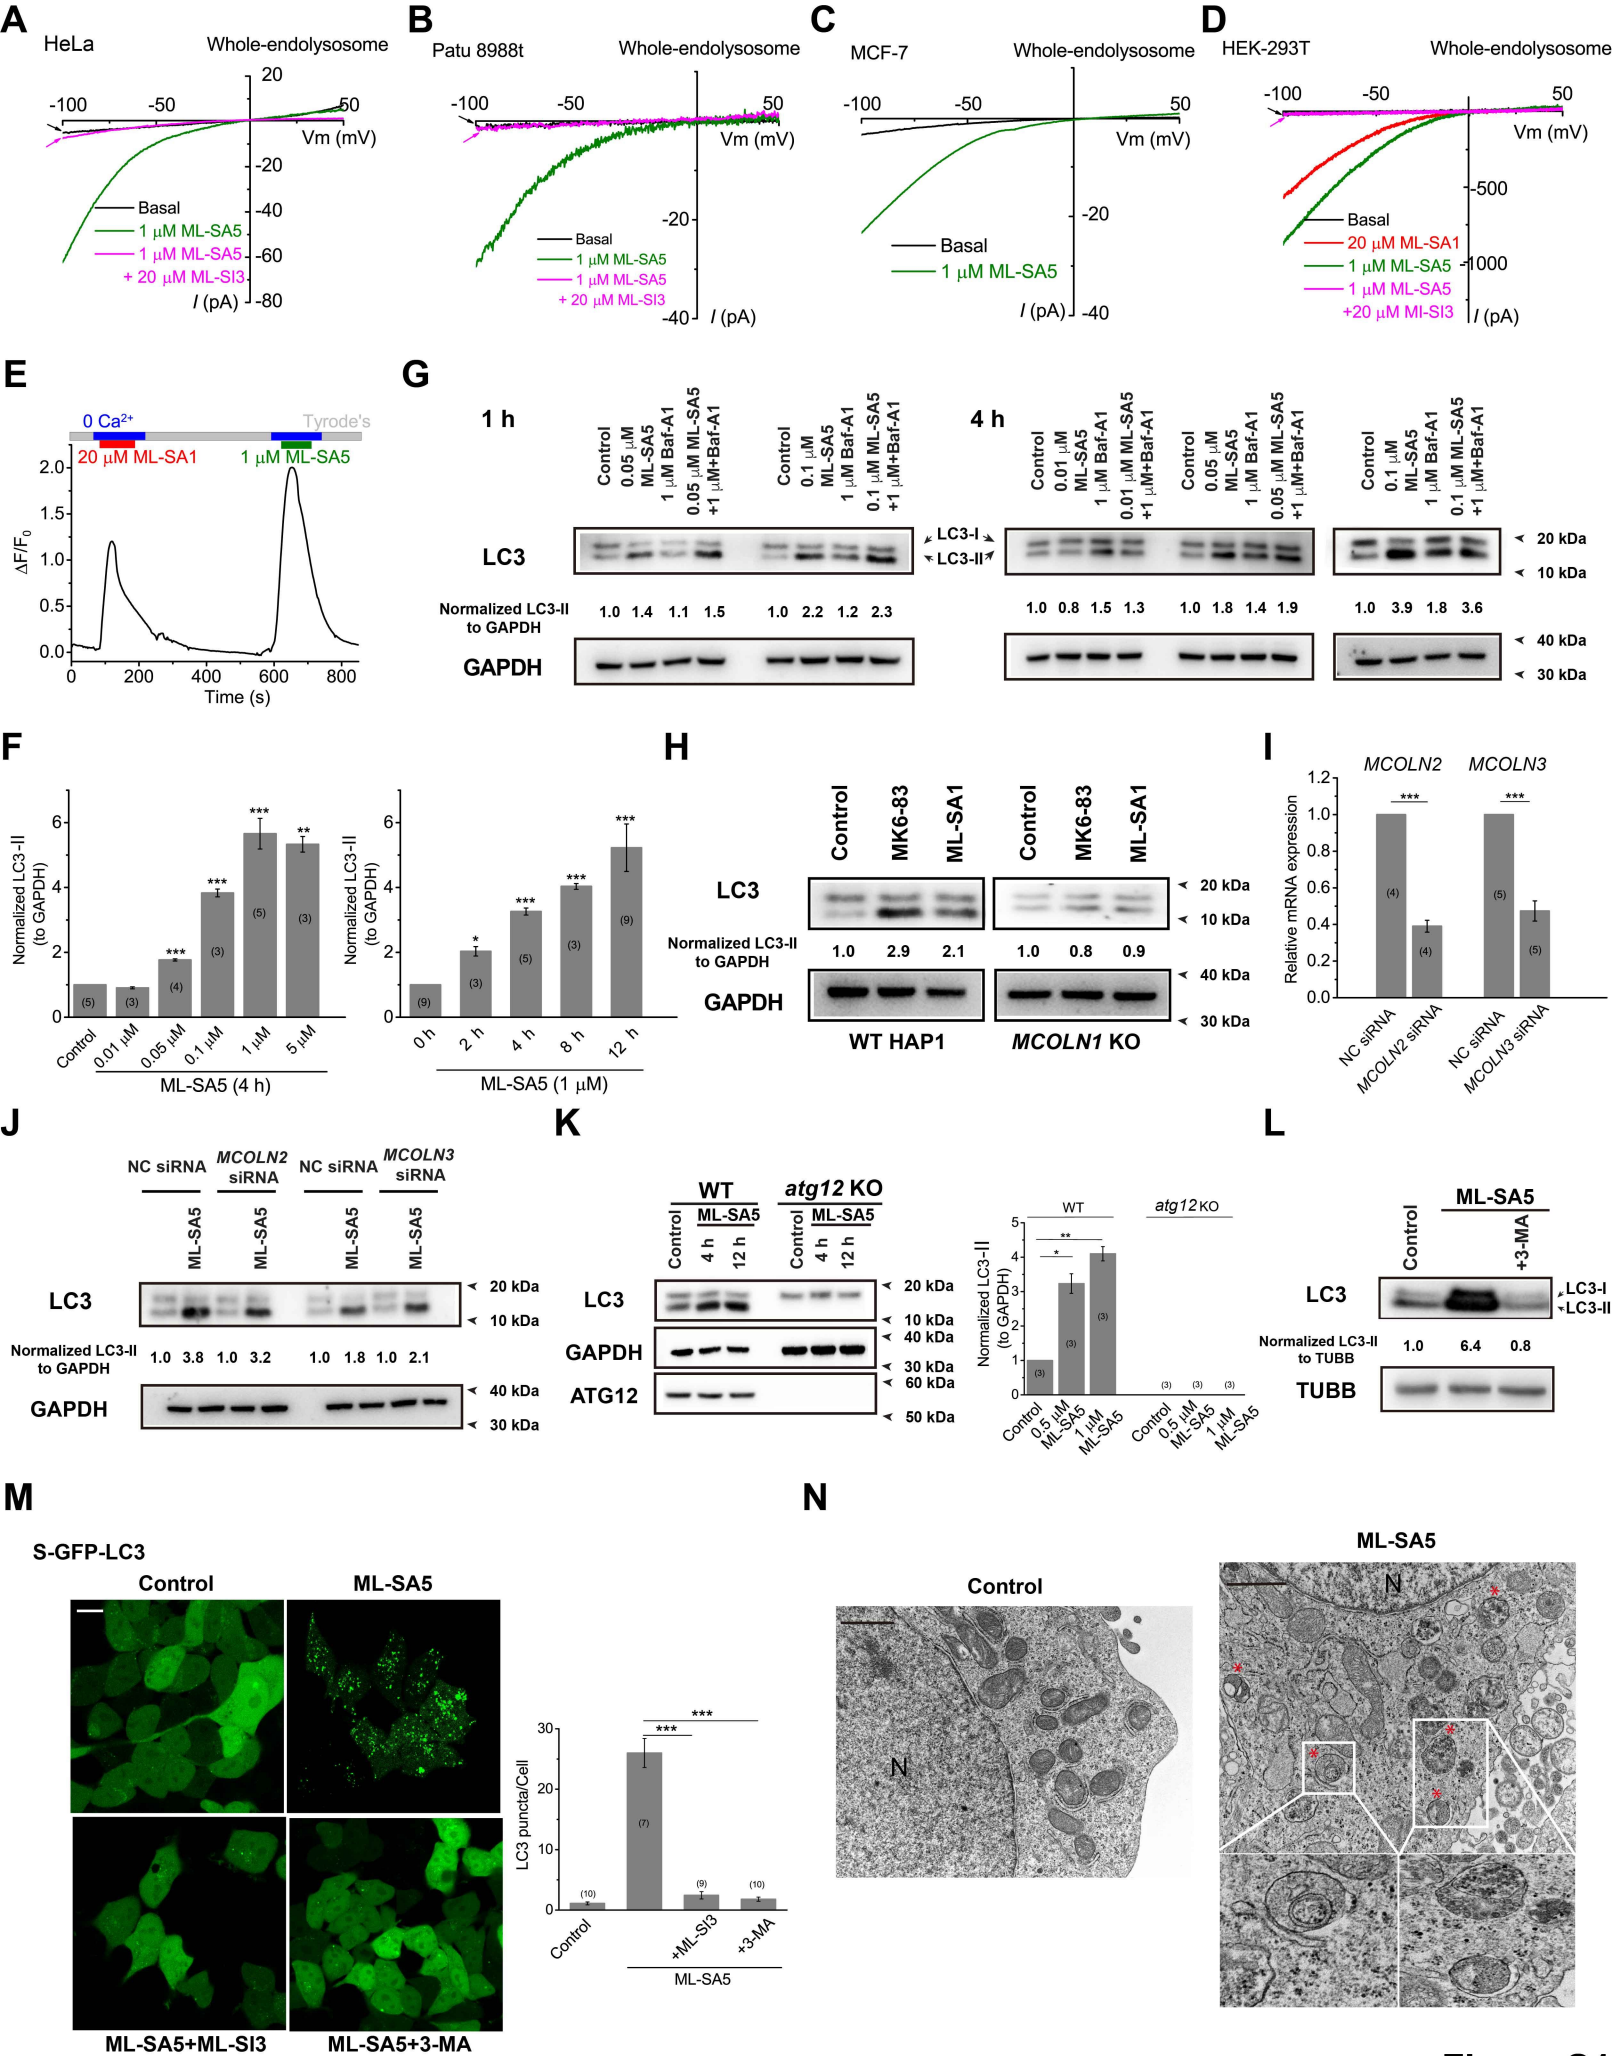 A
HeLa
Whole-endolysosome
20
-100
-50
50
Vm (mV)
-20
-40
-60
-80
Basal
1 µM ML-SA5
1 µM ML-SA5
+ 20 µM ML-SI3
I (pA)
B
Patu 8988t
Whole-endolysosome
-100
-50
50
Vm (mV)
-20
-40
Basal
1 µM ML-SA5
1 µM ML-SA5
+ 20 µM ML-SI3
I (pA)
C
MCF-7
Whole-endolysosome
-100
-50
50
Vm (mV)
-20
-40
Basal
1 µM ML-SA5
I (pA)
D
HEK-293T
Whole-endolysosome
-100
-50
50
Vm (mV)
-500
-1000
Basal
20 µM ML-SA1
1 µM ML-SA5
1 µM ML-SA5
+20 µM MI-SI3
I (pA)
E
0 Ca2+
Tyrode's
20 µM ML-SA1
1 µM ML-SA5
ΔF/F0
2.0
1.5
1.0
0.5
0.0
0 200 400 600 800
Time (s)
G
1 h
Control
0.05 µM
ML-SA5
1 µM Baf-A1
0.05 µM ML-SA5
+1 µM+Baf-A1
Control
0.1 µM
ML-SA5
1 µM Baf-A1
0.1 µM ML-SA5
+1 µM+Baf-A1
4 h
Control
0.01 µM
ML-SA5
1 µM Baf-A1
0.01 µM ML-SA5
+1 µM+Baf-A1
Control
0.05 µM
ML-SA5
1 µM Baf-A1
0.05 µM ML-SA5
+1 µM+Baf-A1
Control
0.1 µM
ML-SA5
1 µM Baf-A1
0.1 µM ML-SA5
+1 µM+Baf-A1
LC3
LC3-I
LC3-II
20 kDa
10 kDa
Normalized LC3-II
to GAPDH
1.0 1.4 1.1 1.5 1.0 2.2 1.2 2.3
1.0 0.8 1.5 1.3 1.0 1.8 1.4 1.9 1.0 3.9 1.8 3.6
GAPDH
40 kDa
30 kDa
F
Normalized LC3-II
(to GAPDH)
6
4
2
0
***
***
***
**
(5) (3) (4) (3) (5) (3)
Control
0.01 µM
0.05 µM
0.1 µM
1 µM
5 µM
ML-SA5 (4 h)
Normalized LC3-II
(to GAPDH)
6
4
2
0
*
***
***
***
(9) (3) (5) (3) (9)
0 h
2 h
4 h
8 h
12 h
ML-SA5 (1 µM)
H
Control
MK6-83
ML-SA1
Control
MK6-83
ML-SA1
LC3
20 kDa
10 kDa
Normalized LC3-II
to GAPDH
1.0 2.9 2.1 1.0 0.8 0.9
GAPDH
40 kDa
30 kDa
WT HAP1
MCOLN1 KO
I
MCOLN2 MCOLN3
Relative mRNA expression
1.2
1.0
0.8
0.6
0.4
0.2
0.0
*** ***
(4) (4) (5) (5)
NC siRNA
MCOLN2 siRNA
NC siRNA
MCOLN3 siRNA
J
NC siRNA
MCOLN2
siRNA
NC siRNA
MCOLN3
siRNA
ML-SA5
ML-SA5
ML-SA5
ML-SA5
LC3
20 kDa
10 kDa
Normalized LC3-II
to GAPDH
1.0 3.8 1.0 3.2 1.0 1.8 1.0 2.1
GAPDH
40 kDa
30 kDa
K
WT
atg12 KO
Control
ML-SA5
4 h
12 h
Control
ML-SA5
4 h
12 h
LC3
20 kDa
10 kDa
GAPDH
40 kDa
30 kDa
ATG12
60 kDa
50 kDa
WT
atg12 KO
Normalized LC3-II
(to GAPDH)
5
4
3
2
1
0
**
*
(3) (3) (3) (3) (3) (3)
Control
0.5 µM
ML-SA5
1 µM
ML-SA5
Control
0.5 µM
ML-SA5
1 µM
ML-SA5
L
ML-SA5
Control
+3-MA
LC3
LC3-I
LC3-II
Normalized LC3-II
to TUBB
1.0 6.4 0.8
TUBB
M
S-GFP-LC3
Control
ML-SA5
ML-SA5+ML-SI3
ML-SA5+3-MA
LC3 puncta/Cell
30
20
10
0
***
***
(10) (7) (9) (10)
Control
+ML-SI3
+3-MA
ML-SA5
N
Control
N
ML-SA5
N